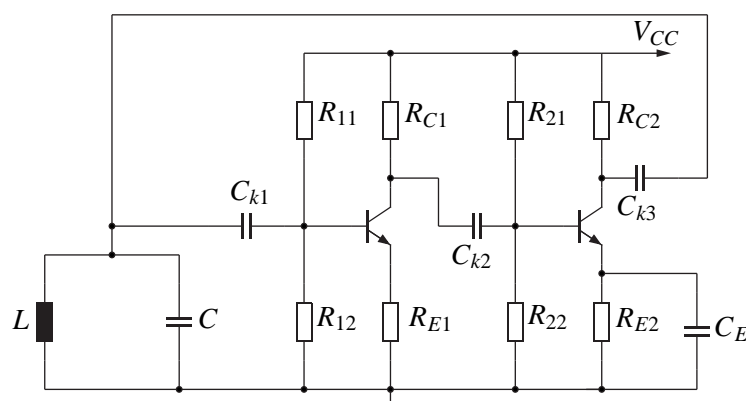 V_CC
R_11
R_C1
R_21
R_C2
C_k1
C_k2
C_k3
L
C
R_12
R_E1
R_22
R_E2
C_E